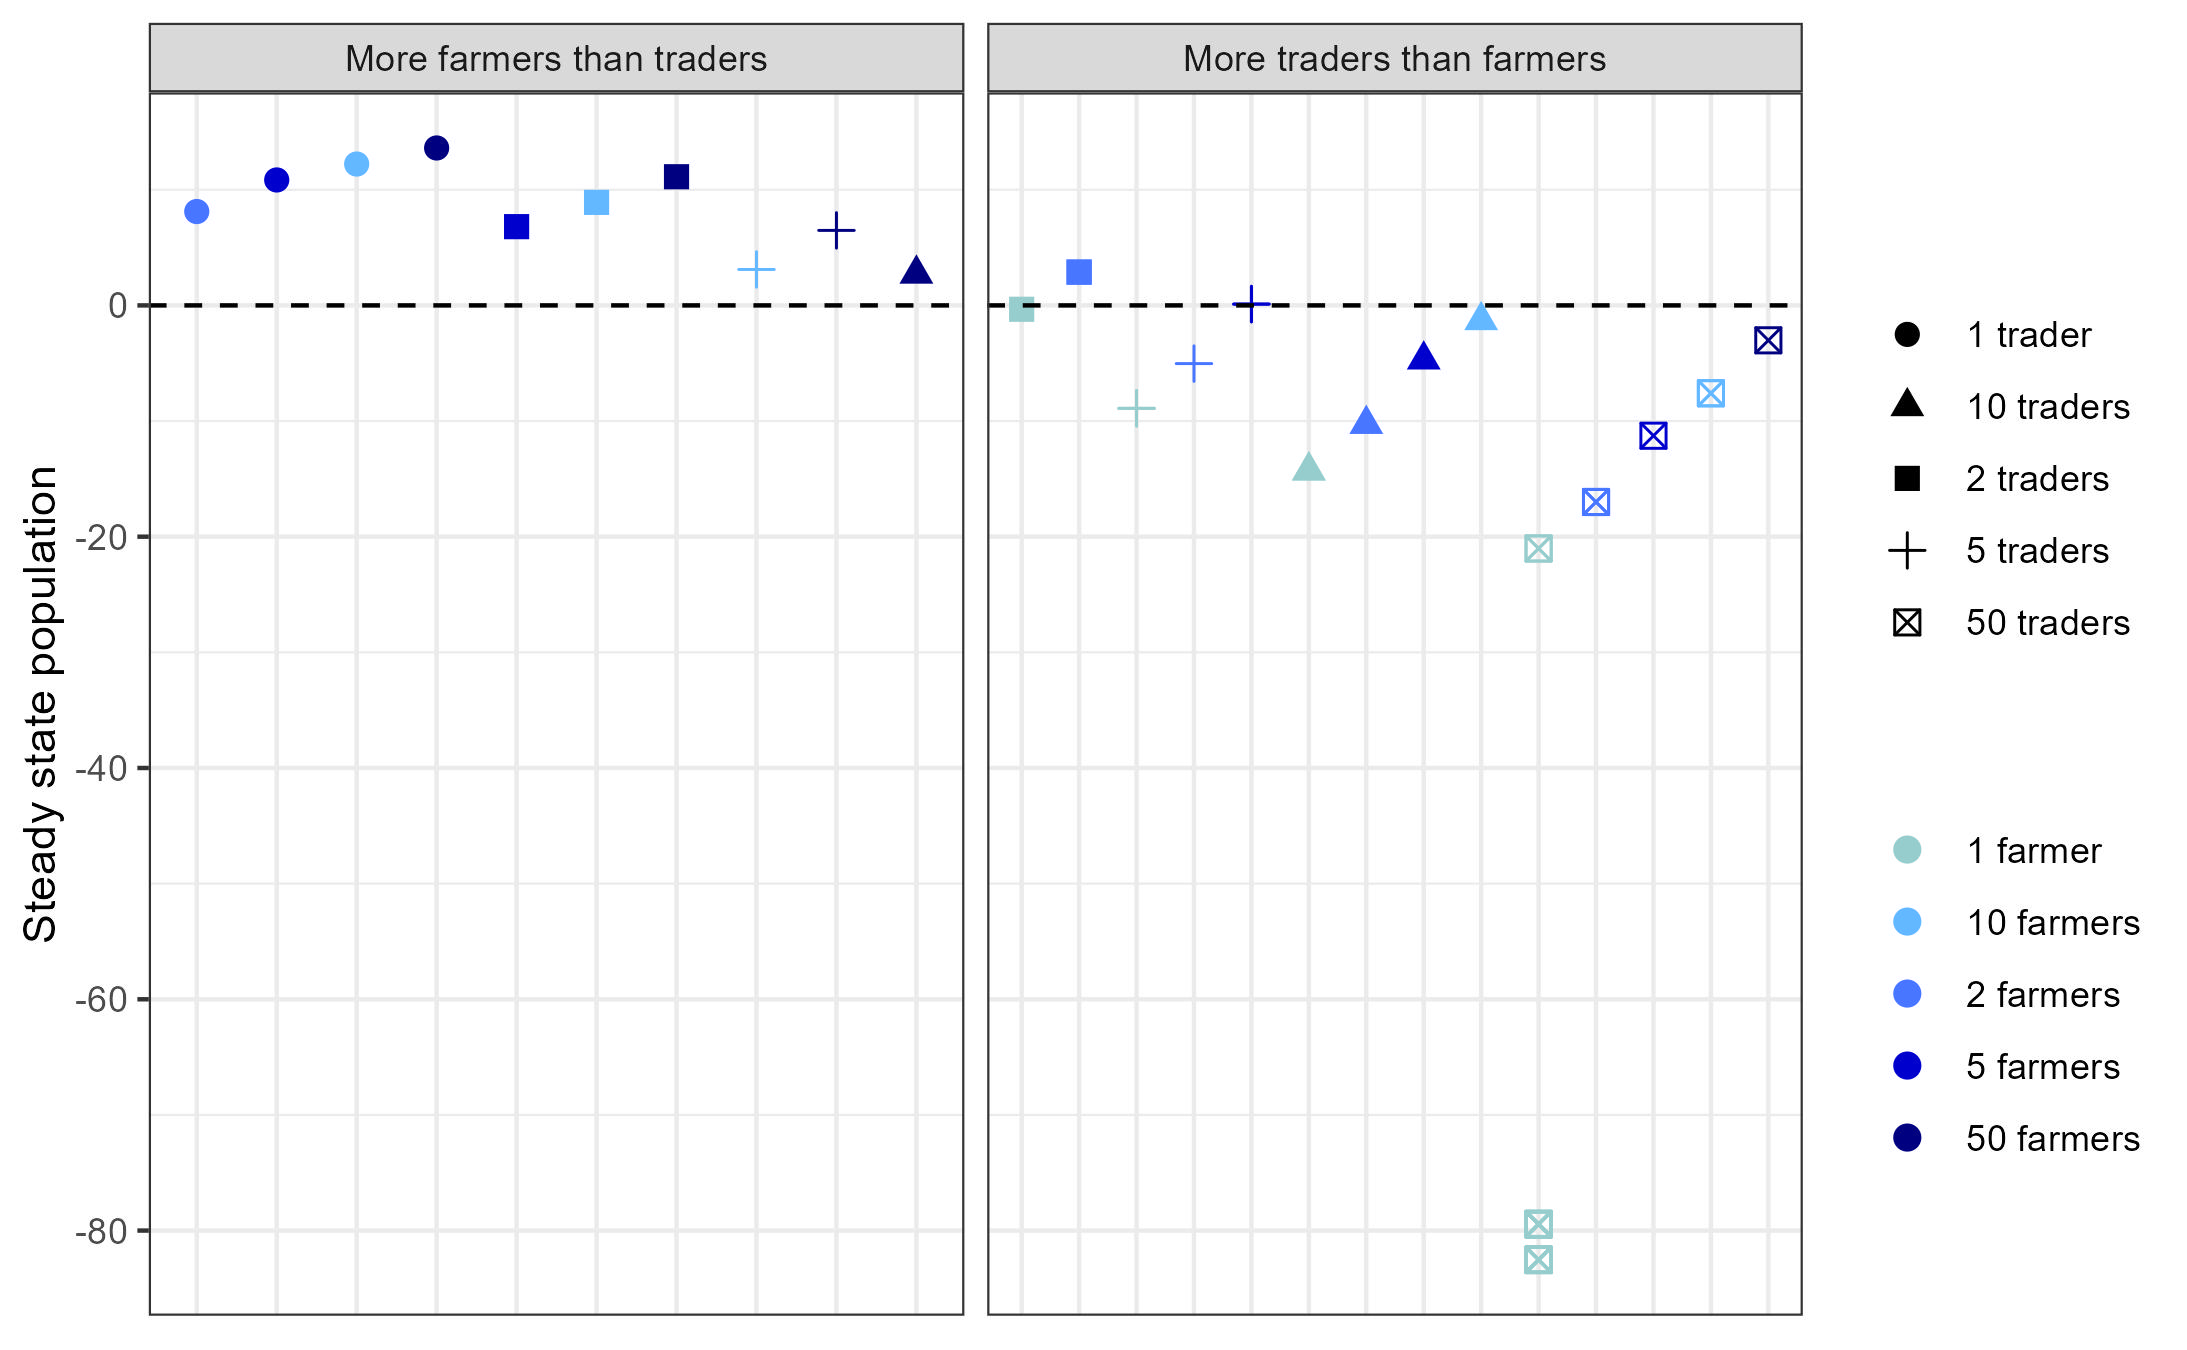 More farmers than traders
More traders than farmers
Steady state population
0
-20
-40
-60
-80
1 trader
10 traders
2 traders
5 traders
50 traders
1 farmer
10 farmers
2 farmers
5 farmers
50 farmers